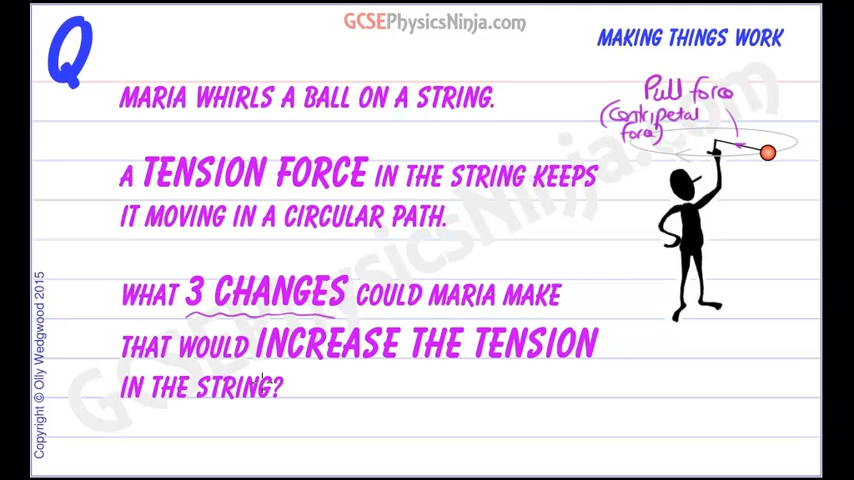 GCSEPhysicsNinja.com
Q
MAKING THINGS WORK
MARIA WHIRLS A BALL ON A STRING.
Pull force
(centripetal
force)
A TENSION FORCE IN THE STRING KEEPS
IT MOVING IN A CIRCULAR PATH.
WHAT 3 CHANGES COULD MARIA MAKE
THAT WOULD INCREASE THE TENSION
IN THE STRING?
Copyright © Olly Wedgwood 2015
GCSEPhysicsNinja.com